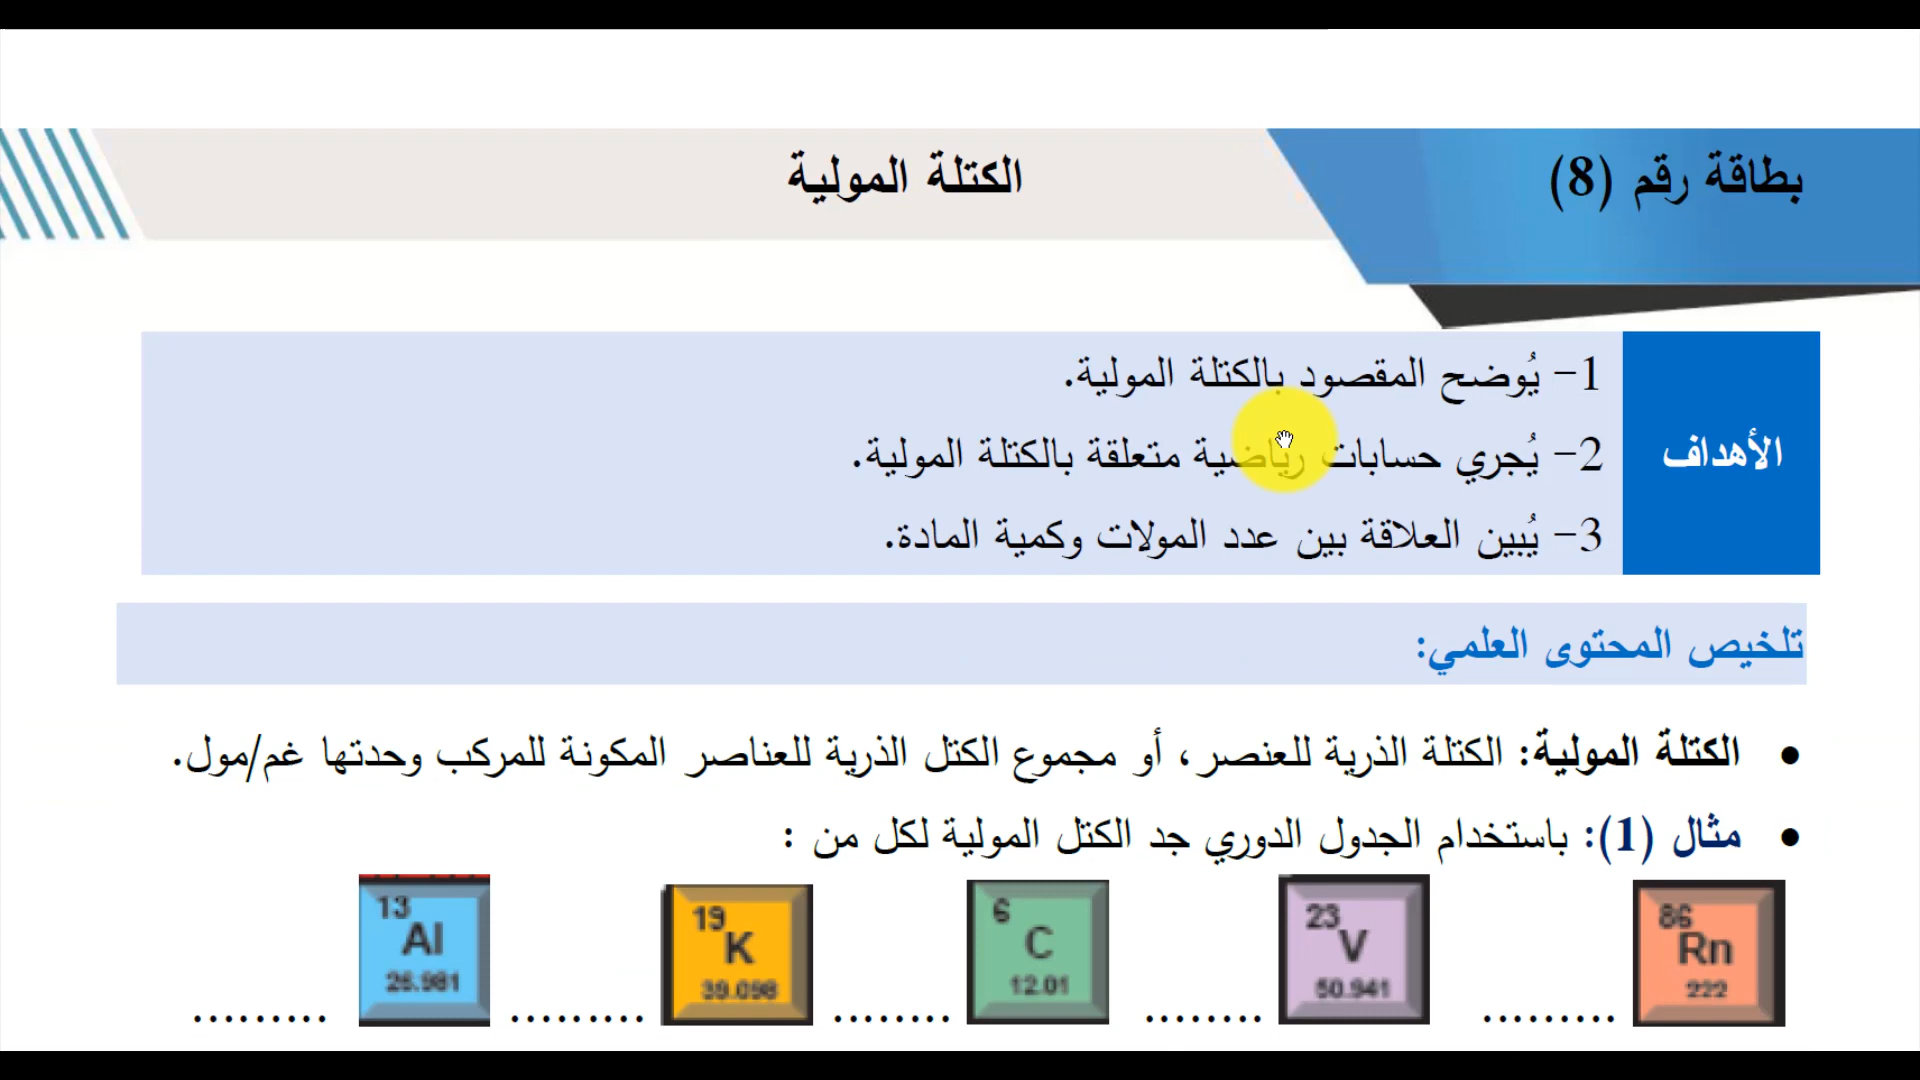 بطاقة رقم (8)
الكتلة المولية
الأهداف
1- يُوضح المقصود بالكتلة المولية.
2- يُجري حسابات رياضية متعلقة بالكتلة المولية.
3- يُبين العلاقة بين عدد المولات وكمية المادة.
تلخيص المحتوى العلمي:
• الكتلة المولية: الكتلة الذرية للعنصر، أو مجموع الكتل الذرية للعناصر المكونة للمركب وحدتها غم/مول.
• مثال (1): باستخدام الجدول الدوري جد الكتل المولية لكل من :
86
Rn
222
.........
23
V
50.941
........
6
C
12.01
........
19
K
39.098
.........
13
Al
26.981
.........